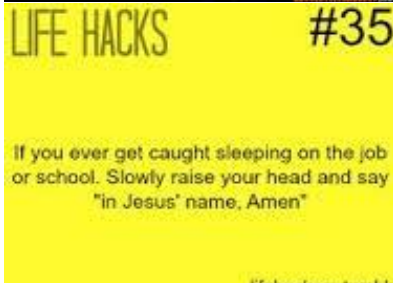 LIFE HACKS #35
If you ever get caught sleeping on the job
or school. Slowly raise your head and say
"in Jesus' name, Amen"